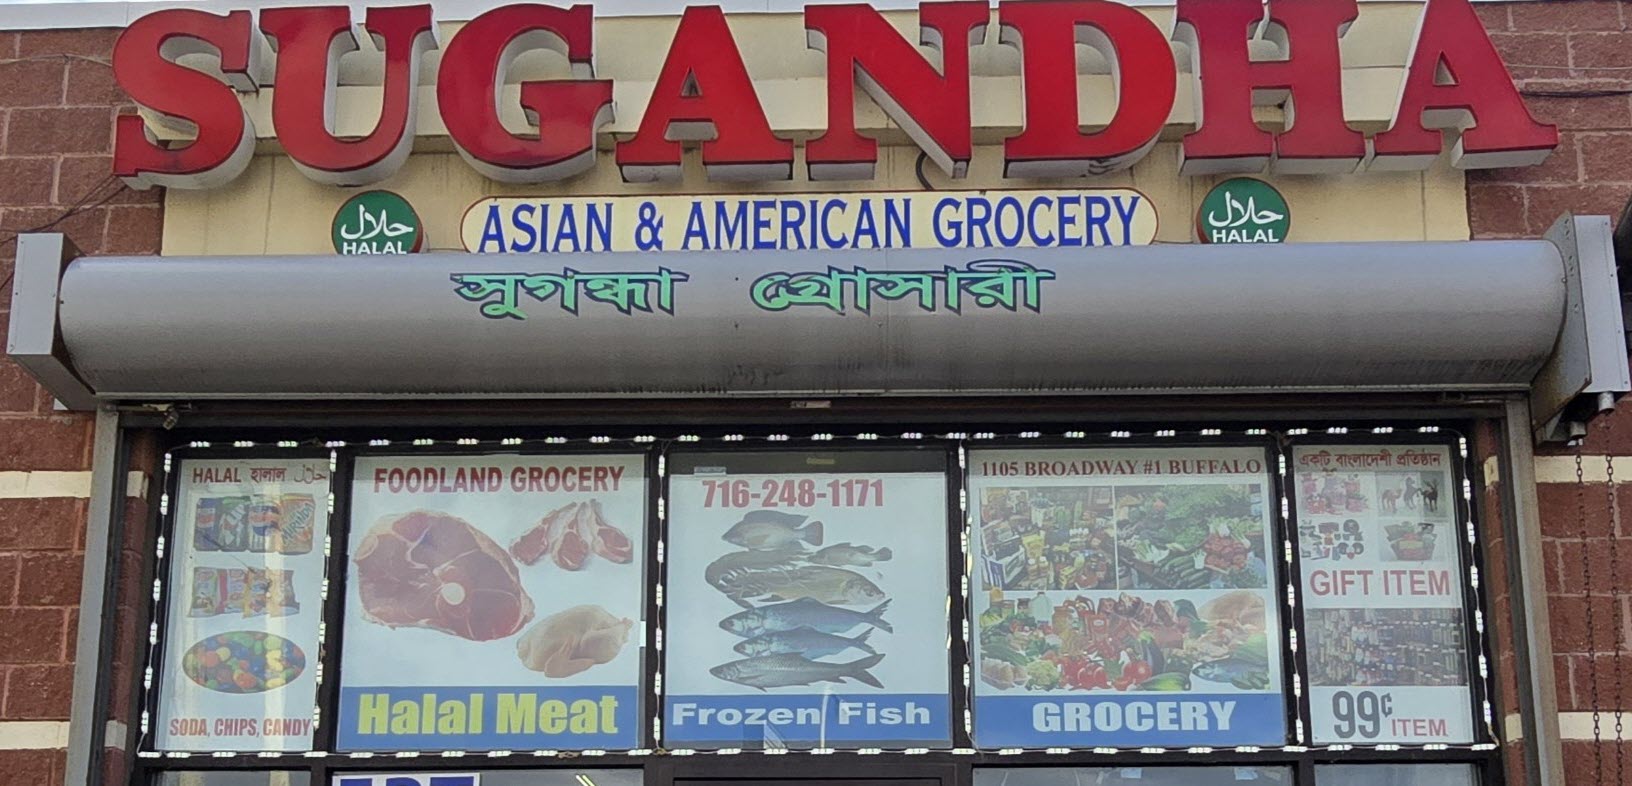 SUGANDHA
حلال
HALAL
ASIAN & AMERICAN GROCERY
حلال
HALAL
সুগন্ধা গ্রোসারী
HALAL হালাল حلال
SODA, CHIPS, CANDY
FOODLAND GROCERY
Halal Meat
716-248-1171
Frozen Fish
1105 BROADWAY #1 BUFFALO
GROCERY
একটি বাংলাদেশী প্রতিষ্ঠান
GIFT ITEM
99¢ ITEM